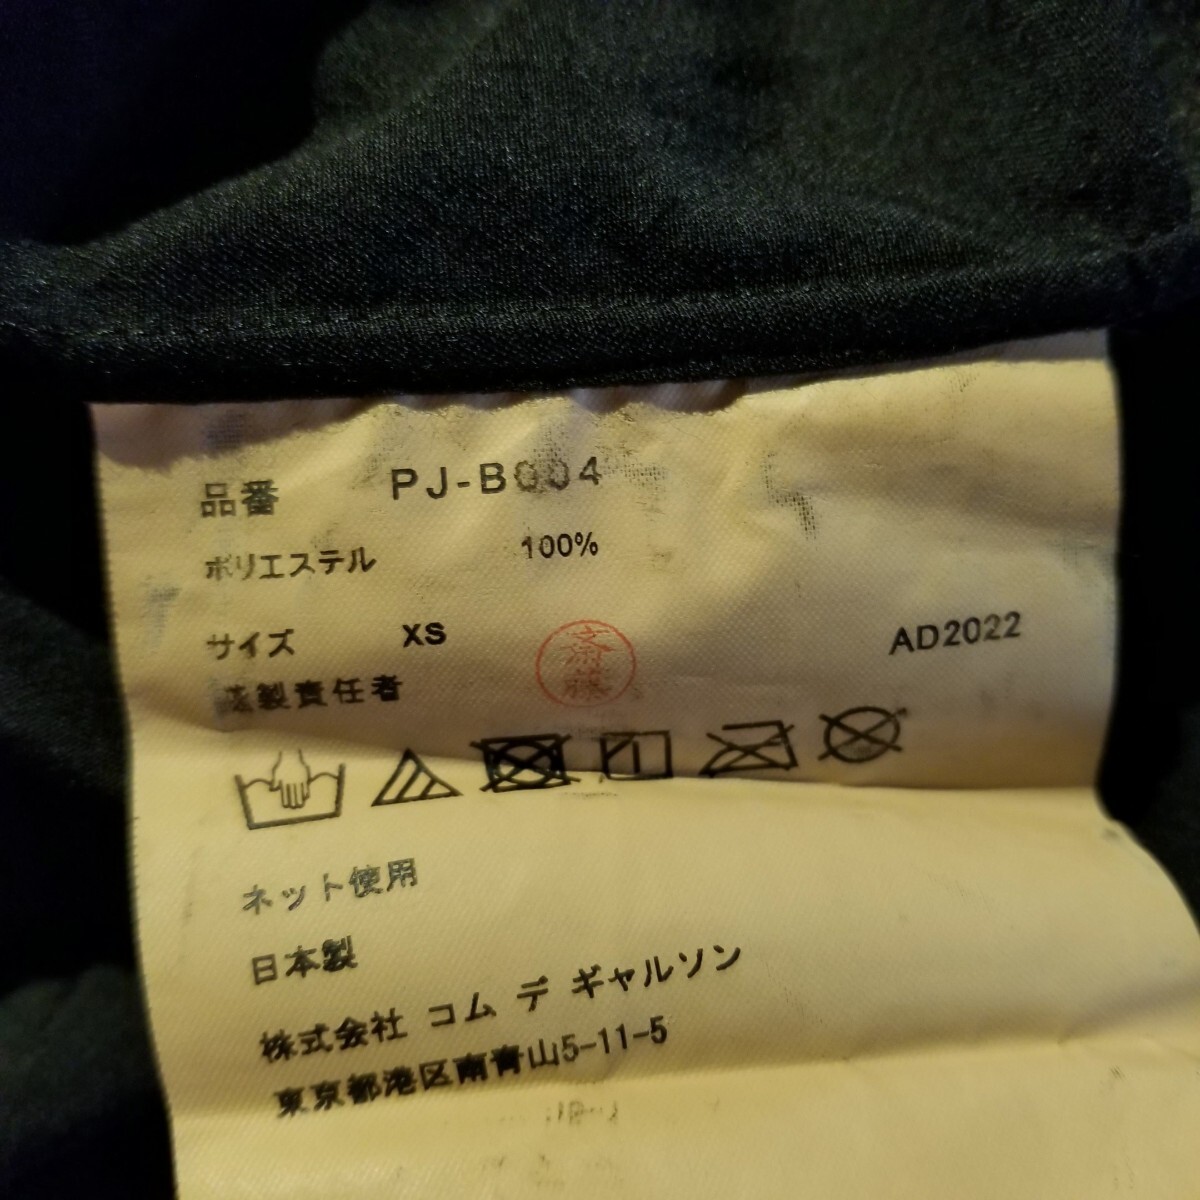 品番 PJ-B004
ポリエステル 100%
サイズ XS 斎藤 AD2022
縫製責任者
ネット使用
日本製
株式会社 コム デ ギャルソン
東京都港区南青山5-11-5